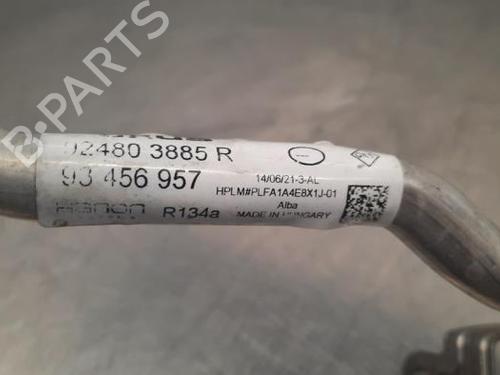 92480 3885 R
93 456 957
Hanon R134a
14/06/21-3-AL
HPLM#PLFA1A4E8X1J-01
Alba
MADE IN HUNGARY
B-PARTS